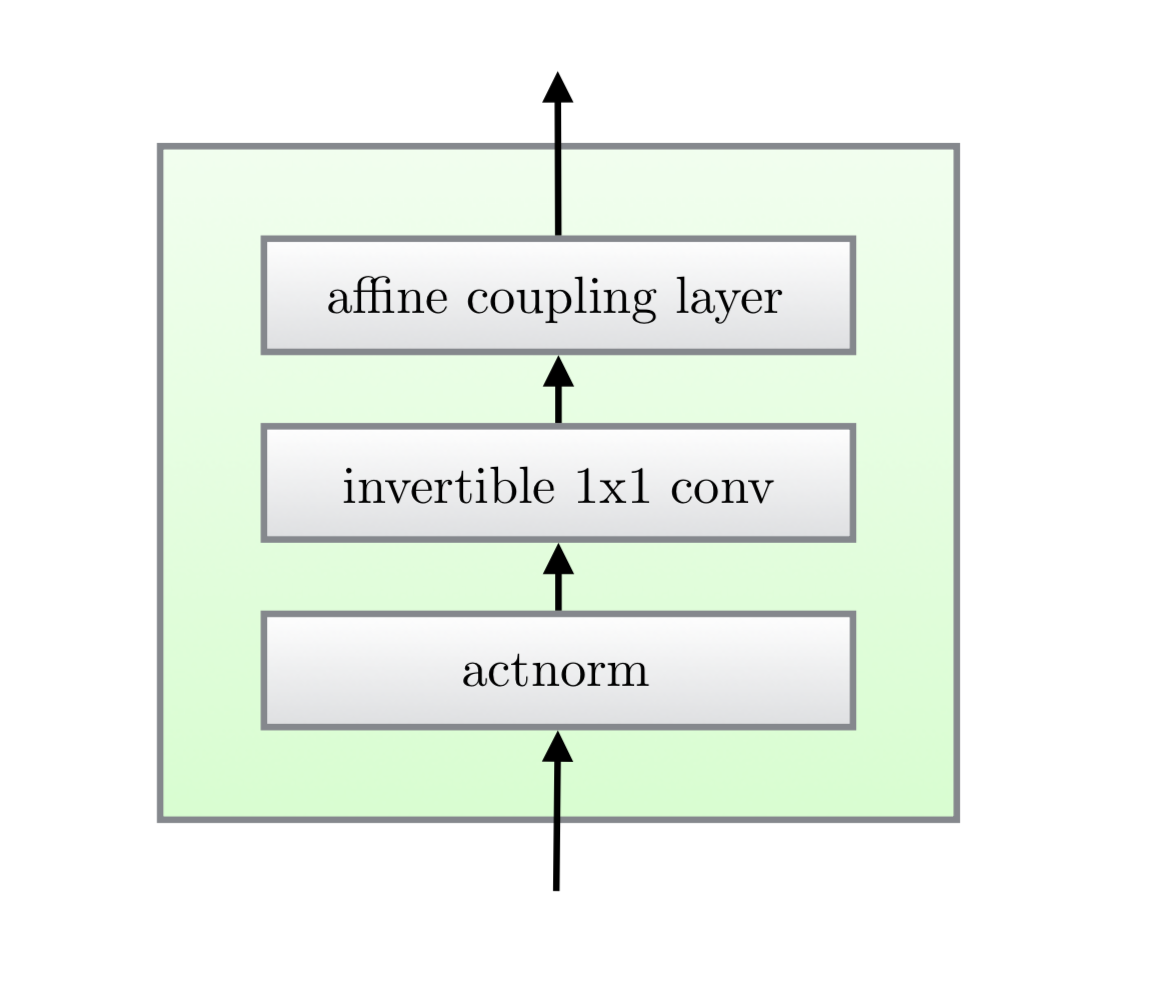 affine coupling layer
invertible 1x1 conv
actnorm